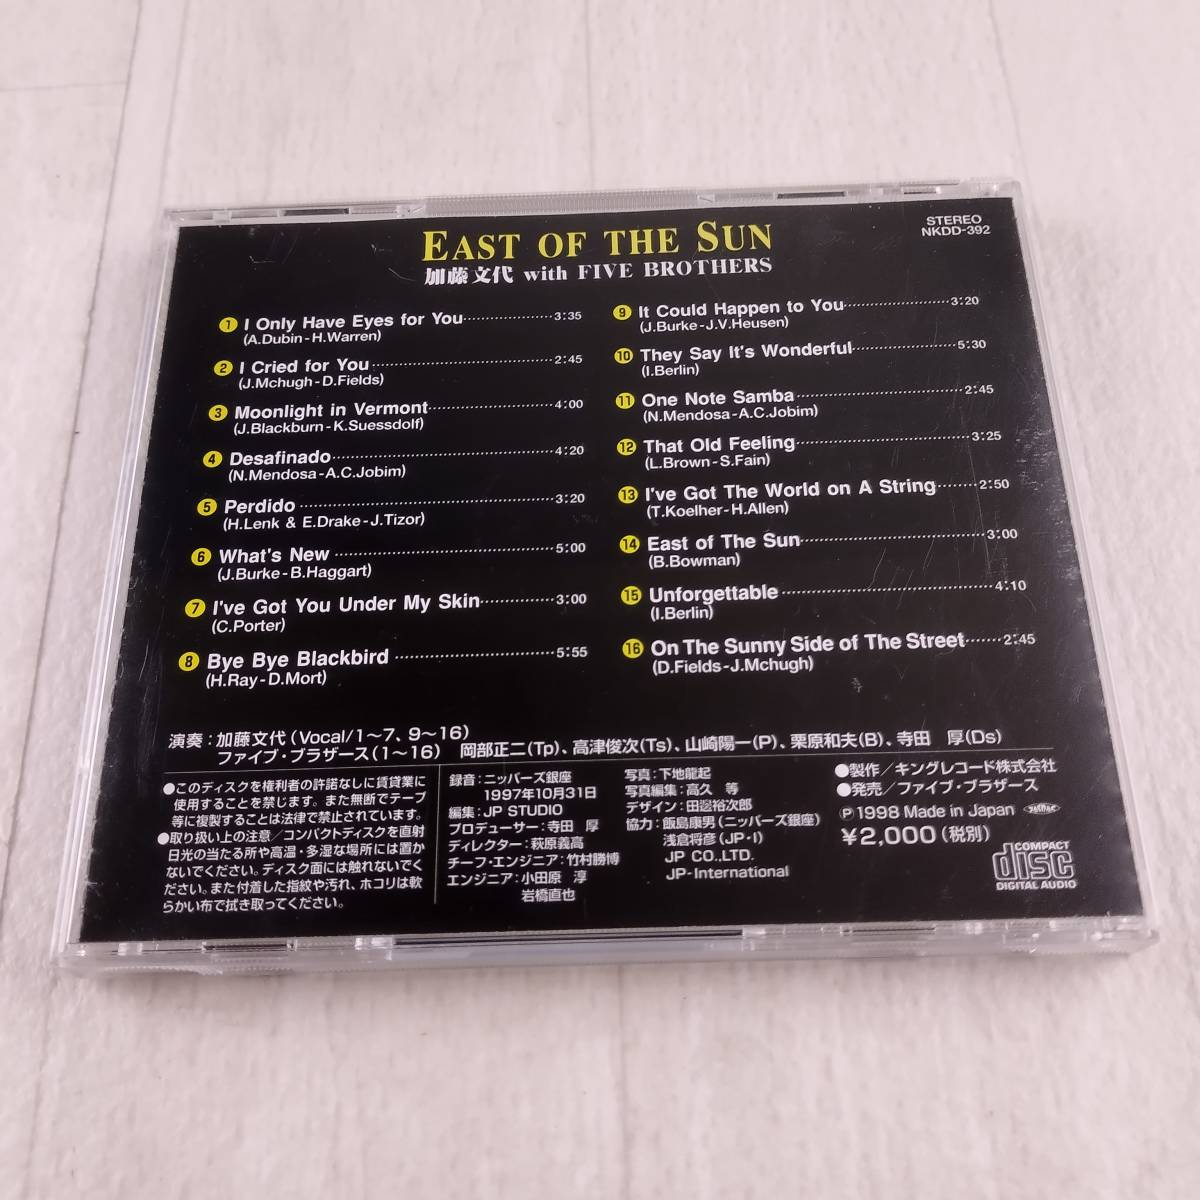 EAST OF THE SUN
加藤文代 with FIVE BROTHERS
STEREO
NKDD-392
1 I Only Have Eyes for You 3:35
(A.Dubin-H.Warren)
2 I Cried for You 2:45
(J.Mchugh-D.Fields)
3 Moonlight in Vermont 4:00
(J.Blackburn-K.Suessdolf)
4 Desafinado 4:20
(N.Mendosa-A.C.Jobim)
5 Perdido 3:20
(H.Lenk & E.Drake-J.Tizor)
6 What's New 5:00
(J.Burke-B.Haggart)
7 I've Got You Under My Skin 3:00
(C.Porter)
8 Bye Bye Blackbird 5:55
(H.Ray-D.Mort)
9 It Could Happen to You 3:20
(J.Burke-J.V.Heusen)
10 They Say It's Wonderful 5:30
(I.Berlin)
11 One Note Samba 2:45
(N.Mendosa-A.C.Jobim)
12 That Old Feeling 3:25
(L.Brown-S.Fain)
13 I've Got The World on A String 2:50
(T.Koelher-H.Allen)
14 East of The Sun 3:00
(B.Bowman)
15 Unforgettable 4:10
(I.Berlin)
16 On The Sunny Side of The Street 2:45
(D.Fields-J.Mchugh)
演奏:加藤文代(Vocal/1〜7、9〜16)
ファイブ・ブラザース(1〜16) 岡部正二(Tp)、高津俊次(Ts)、山崎陽一(P)、栗原和夫(B)、寺田 厚(Ds)
●このディスクを権利者の許諾なしに賃貸業に
使用することを禁じます。また無断でテープ
等に複製することは法律で禁止されています。
●取り扱い上の注意/コンパクトディスクを直射
日光の当たる所や高温・多湿な場所には置か
ないでください。ディスク面には触れないでく
ださい。また付着した指紋や汚れ、ホコリは軟
らかい布で拭き取ってください。
録音:ニッパーズ銀座
1997年10月31日
編集:JP STUDIO
プロデューサー:寺田 厚
ディレクター:萩原義高
チーフ・エンジニア:竹村勝博
エンジニア:小田原 淳
岩橋直也
写真:下地龍起
写真編集:高久 等
デザイン:田邉裕次郎
協力:飯島康男(ニッパーズ銀座)
浅倉将彦(JP・I)
JP CO.,LTD.
JP-International
●製作/キングレコード株式会社
●発売/ファイブ・ブラザース
Ⓟ1998 Made in Japan
¥2,000(税別)
COMPACT
disc
DIGITAL AUDIO